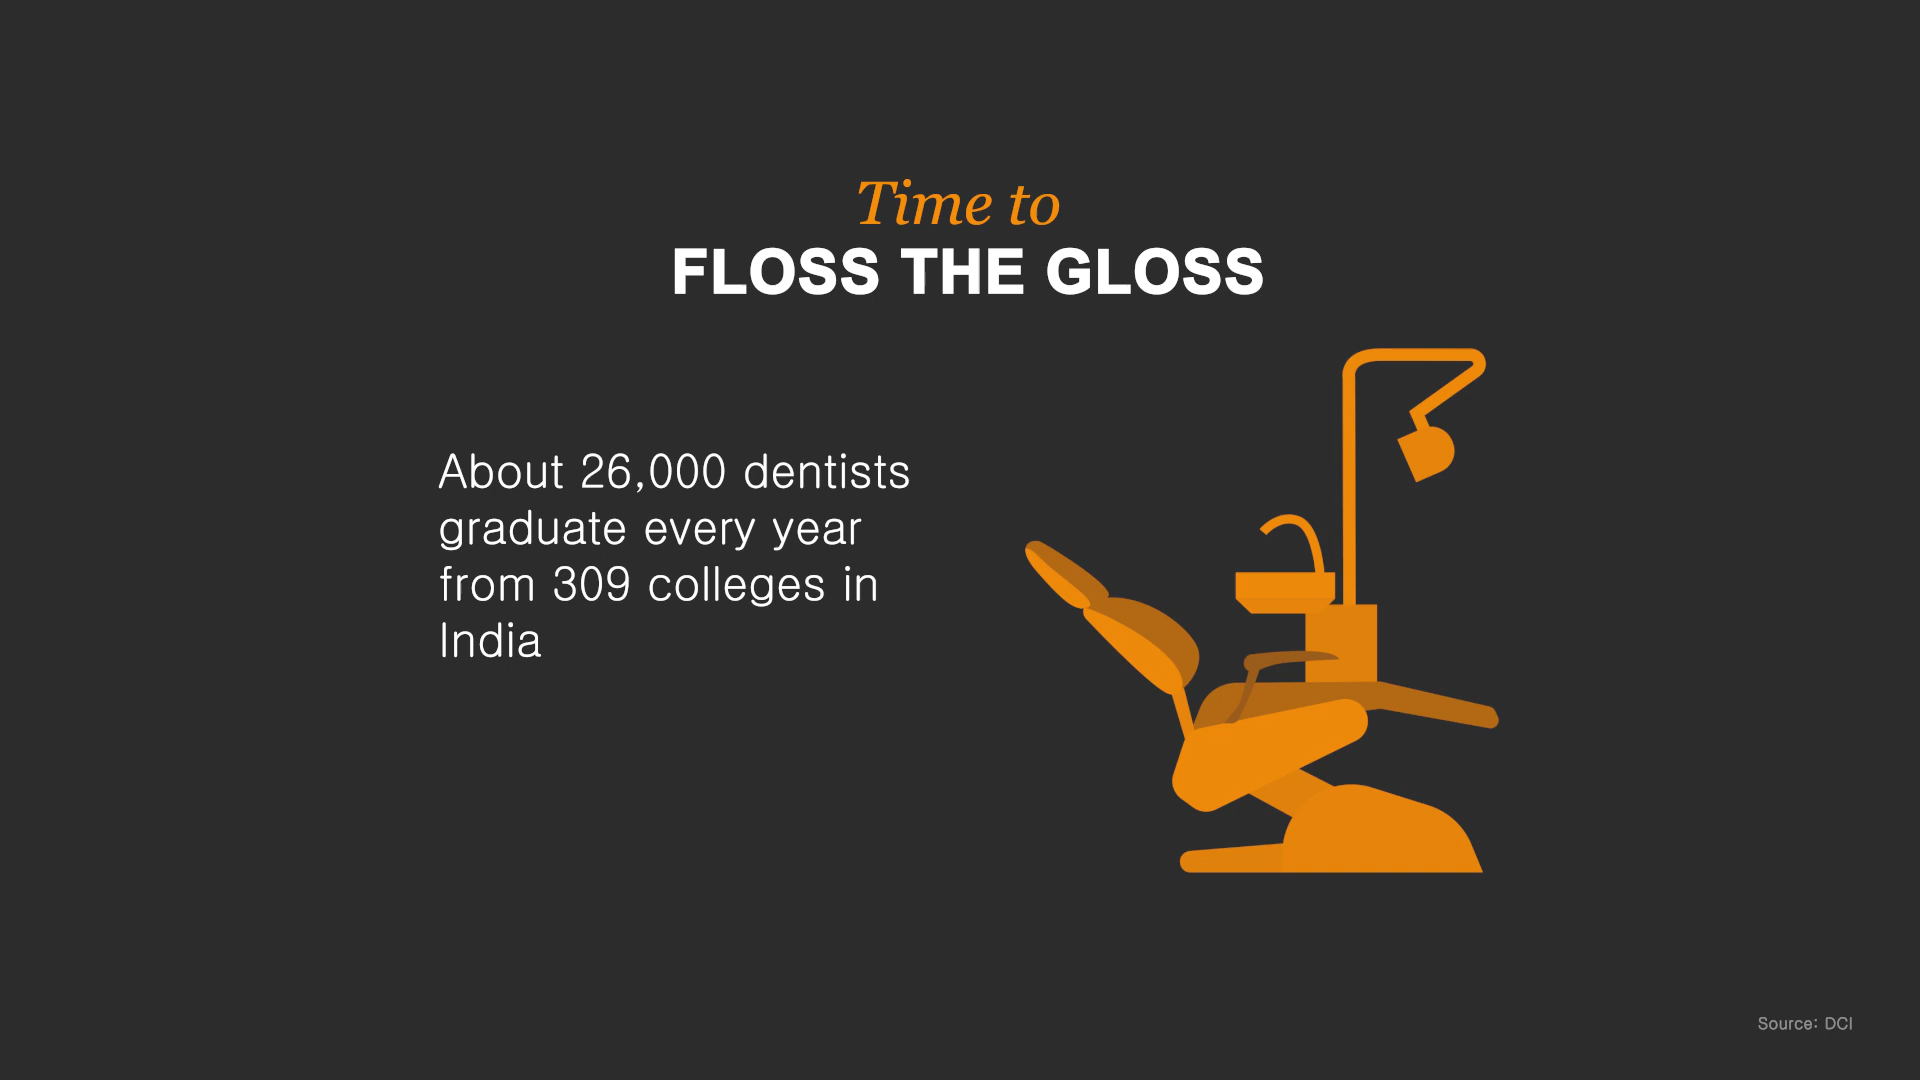 Time to
FLOSS THE GLOSS
About 26,000 dentists
graduate every year
from 309 colleges in
India
Source: DCI